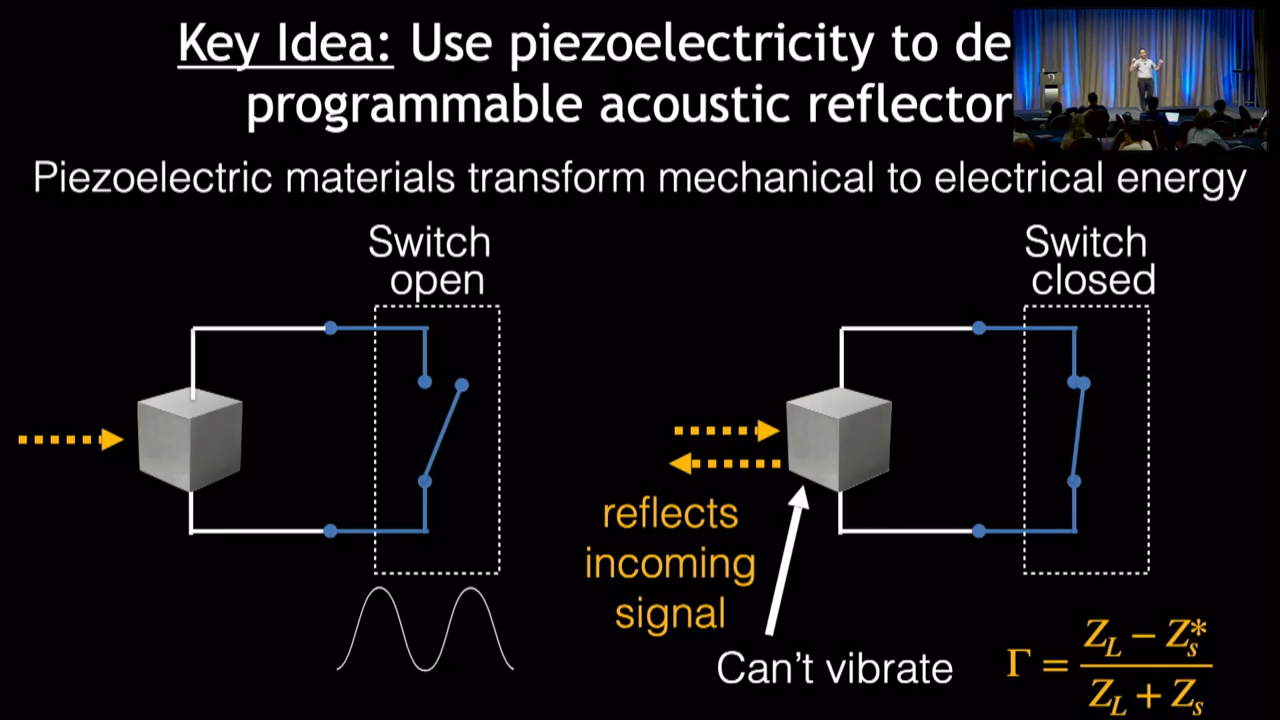 Key Idea: Use piezoelectricity to de
programmable acoustic reflector
Piezoelectric materials transform mechanical to electrical energy
Switch
open
Switch
closed
reflects
incoming
signal
Can't vibrate
Γ = (Z_L − Z_s*) / (Z_L + Z_s)